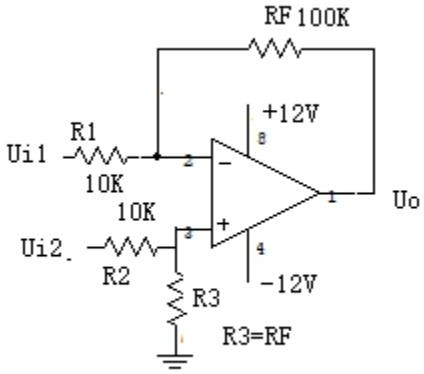 RF 100K
+12V
8
R1
Ui1
2
-
10K
10K
1
Uo
+
3
Ui2
4
R2
-12V
R3
R3=RF